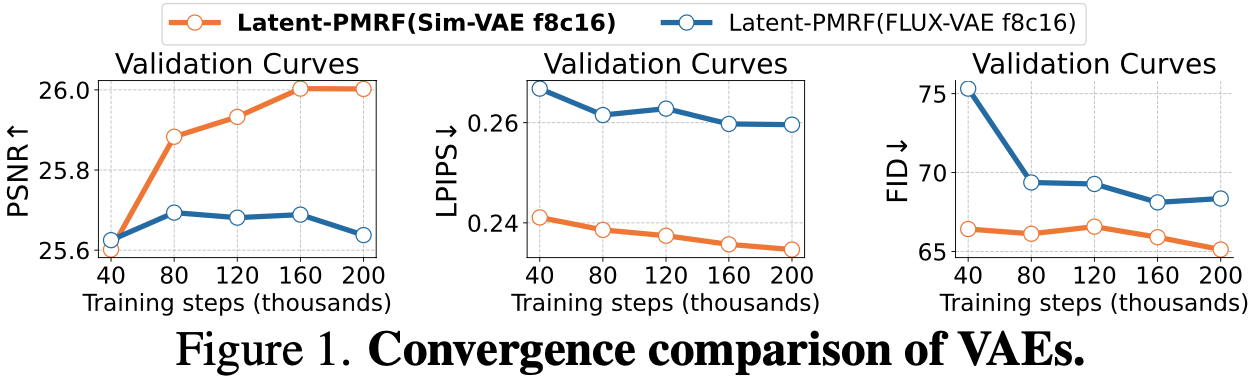 Latent-PMRF(Sim-VAE f8c16) Latent-PMRF(FLUX-VAE f8c16)
Validation Curves
26.0
25.8
25.6
PSNR↑
40 80 120 160 200
Training steps (thousands)
Validation Curves
0.26
0.24
LPIPS↓
40 80 120 160 200
Training steps (thousands)
Validation Curves
75
70
65
FID↓
40 80 120 160 200
Training steps (thousands)
Figure 1. Convergence comparison of VAEs.